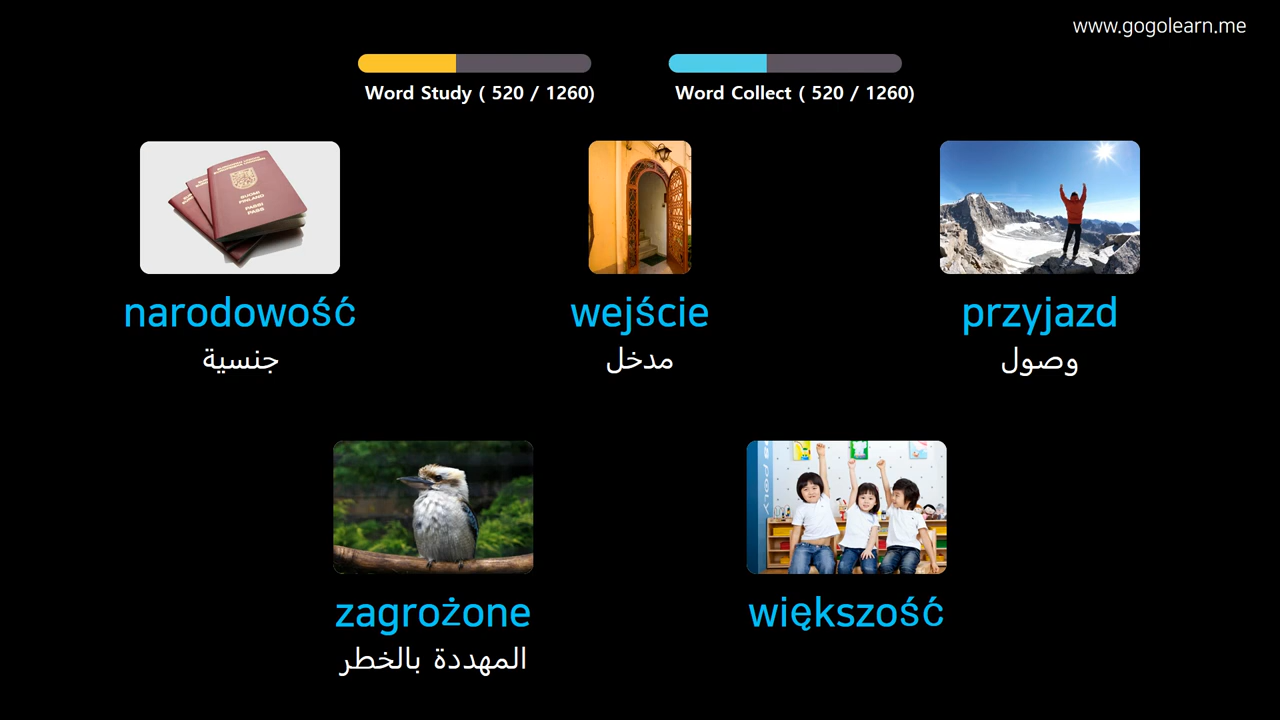 www.gogolearn.me
Word Study ( 520 / 1260)
Word Collect ( 520 / 1260)
narodowość
wejście
przyjazd
جنسية
مدخل
وصول
zagrożone
większość
المهددة بالخطر